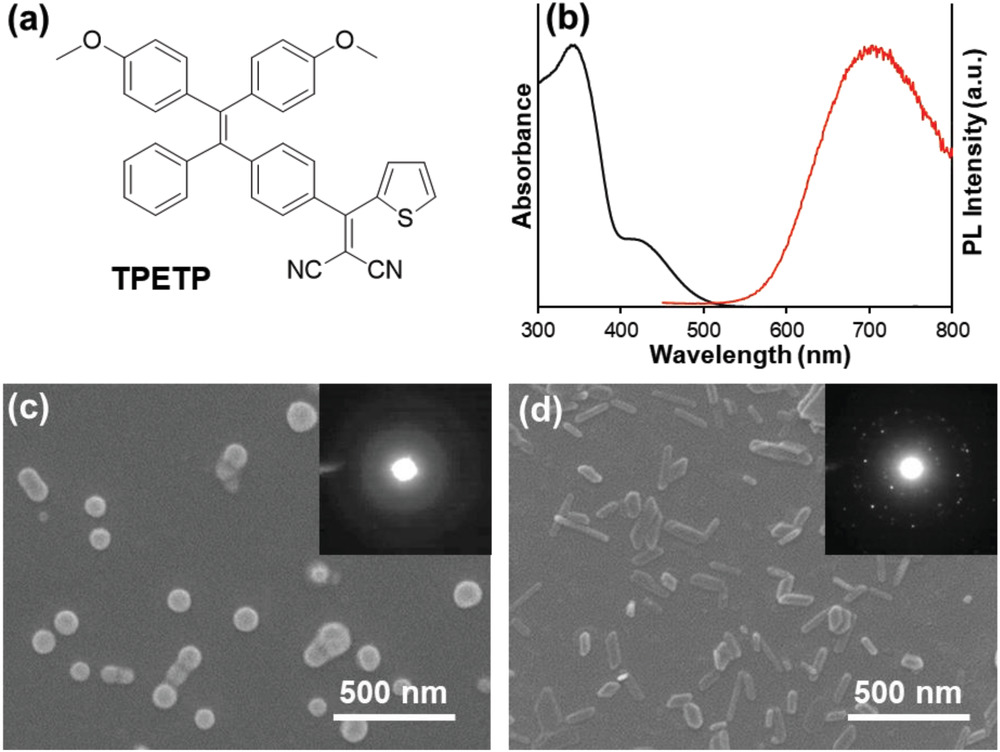 (a)
O
O
S
NC
CN
TPETP
(b)
Absorbance
PL Intensity (a.u.)
300 400 500 600 700 800
Wavelength (nm)
(c)
500 nm
(d)
500 nm